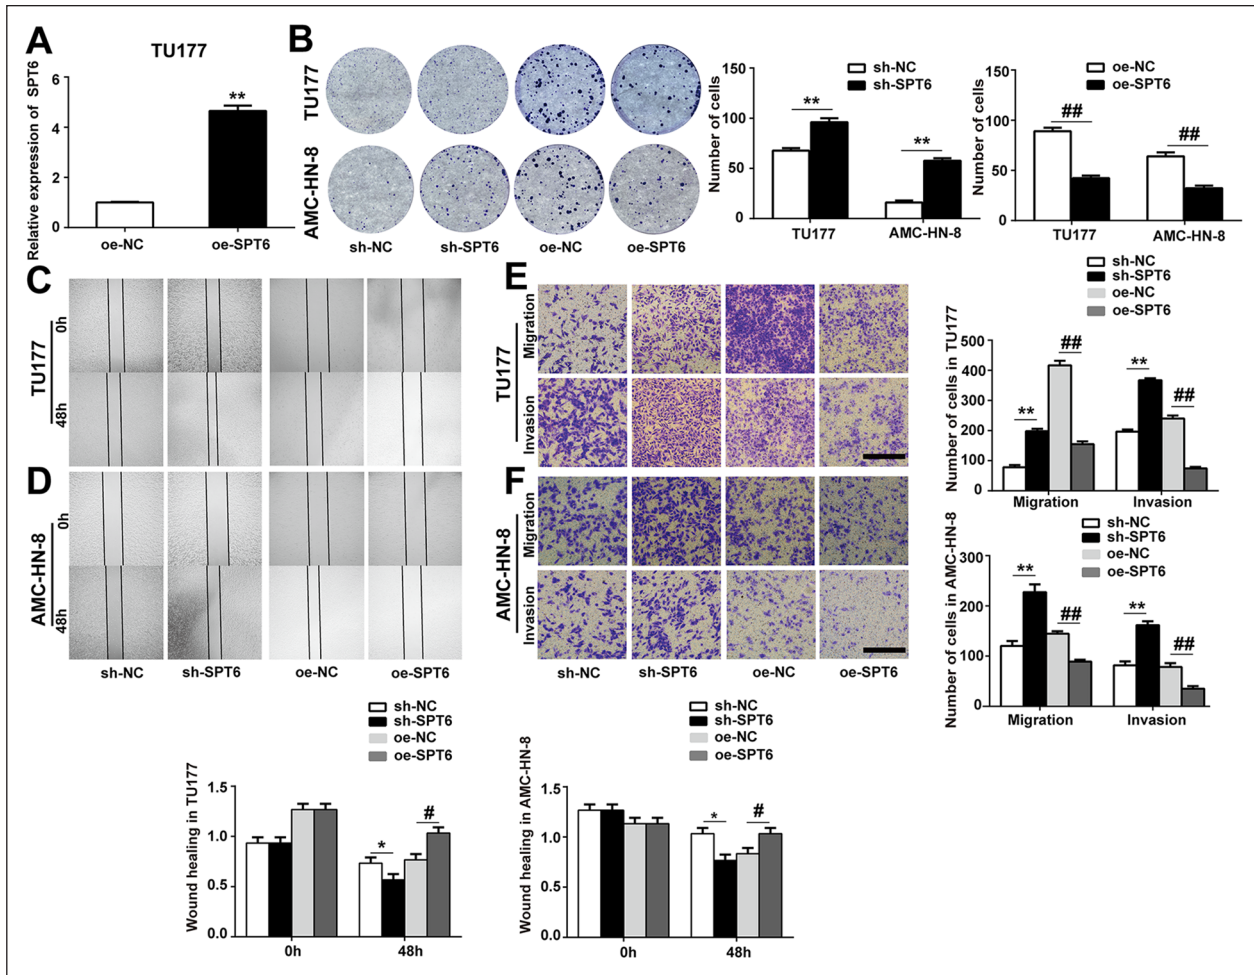 A
TU177
Relative expression of SPT6
6
4
2
0
**
oe-NC
oe-SPT6
B
TU177
AMC-HN-8
sh-NC
sh-SPT6
oe-NC
oe-SPT6
sh-NC
sh-SPT6
Number of cells
150
100
50
0
**
**
TU177
AMC-HN-8
oe-NC
oe-SPT6
Number of cells
150
100
50
0
##
##
TU177
AMC-HN-8
C
TU177
0h
48h
D
AMC-HN-8
0h
48h
sh-NC
sh-SPT6
oe-NC
oe-SPT6
E
TU177
Migration
Invasion
F
AMC-HN-8
Migration
Invasion
sh-NC
sh-SPT6
oe-NC
oe-SPT6
sh-NC
sh-SPT6
oe-NC
oe-SPT6
Number of cells in TU177
500
400
300
200
100
0
**
##
**
##
Migration
Invasion
sh-NC
sh-SPT6
oe-NC
oe-SPT6
Number of cells in AMC-HN-8
300
200
100
0
**
##
**
##
Migration
Invasion
sh-NC
sh-SPT6
oe-NC
oe-SPT6
Wound healing in TU177
1.5
1.0
0.5
0.0
*
#
0h
48h
sh-NC
sh-SPT6
oe-NC
oe-SPT6
Wound healing in AMC-HN-8
1.5
1.0
0.5
0.0
*
#
0h
48h